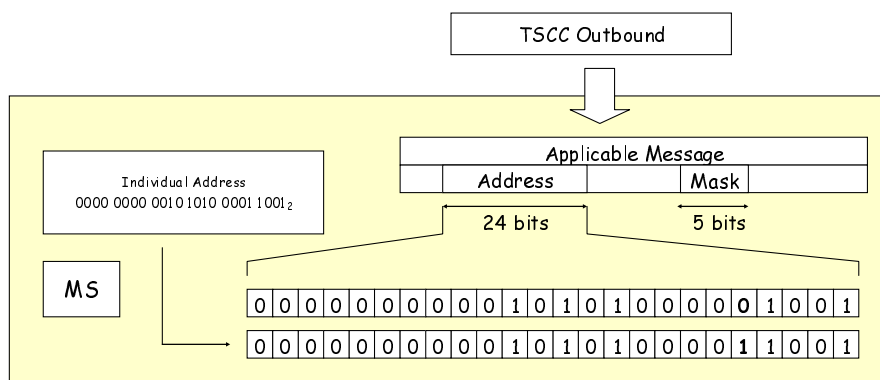 TSCC Outbound
Applicable Message
Address Mask
24 bits 5 bits
Individual Address
0000 0000 0010 1010 0001 1001₂
MS
0 0 0 0 0 0 0 0 0 0 1 0 1 0 1 0 0 0 0 0 1 0 0 1
0 0 0 0 0 0 0 0 0 0 1 0 1 0 1 0 0 0 0 1 1 0 0 1